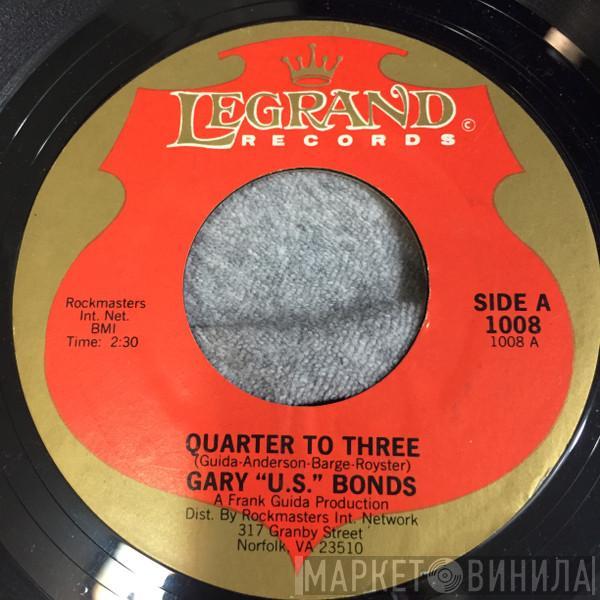 LEGRAND
©
RECORDS
Rockmasters
Int. Net.
BMI
Time: 2:30
SIDE A
1008
1008 A
QUARTER TO THREE
(Guida-Anderson-Barge-Royster)
GARY "U.S." BONDS
A Frank Guida Production
Dist. By Rockmasters Int. Network
317 Granby Street
Norfolk, VA 23510
МАРКЕТ ВИНИЛА